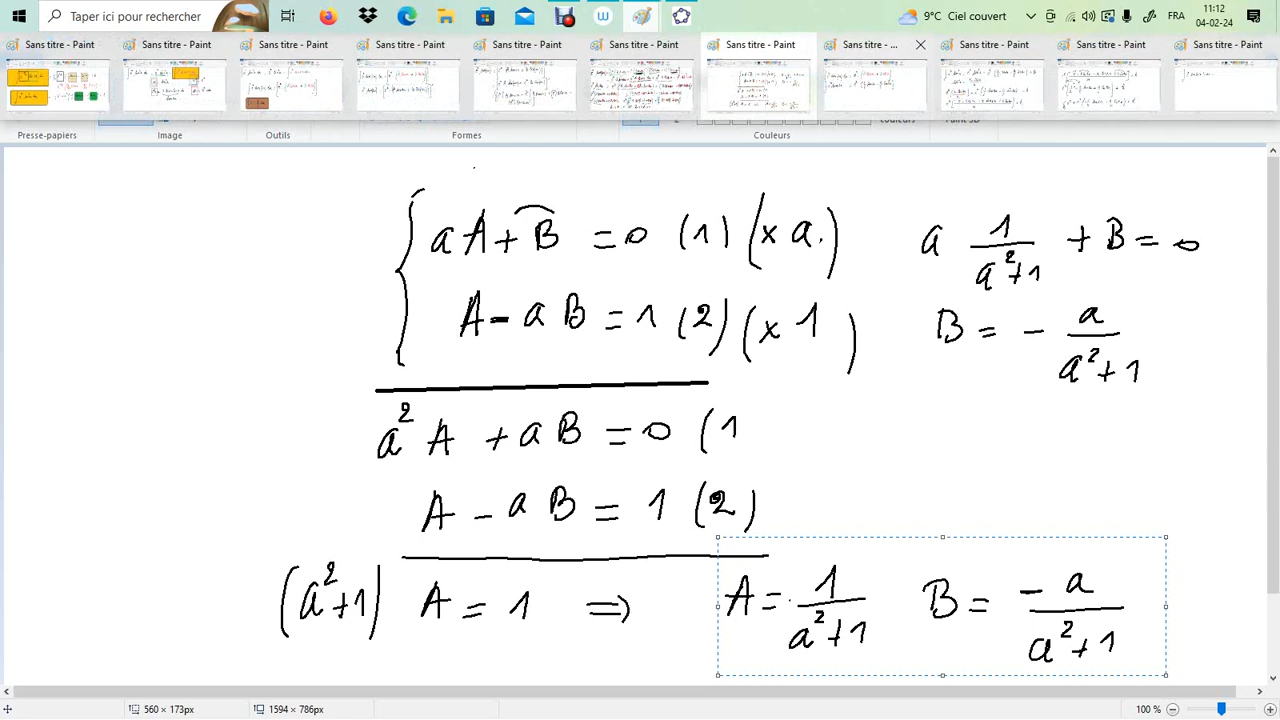 Taper ici pour rechercher
9°C Ciel couvert
FRA
11:12
04-02-24
Sans titre - Paint
Sans titre - Paint
Sans titre - Paint
Sans titre - Paint
Sans titre - Paint
Sans titre - Paint
Sans titre - Paint
Sans titre - ...
Sans titre - Paint
Sans titre - Paint
Sans titre - Paint
Presse-papiers
Image
Outils
Formes
Couleurs
aA + B = 0 (1) (x a.)
A - aB = 1 (2) (x 1 )
a² A + aB = 0 (1
A - aB = 1 (2)
(a²+1) A = 1 ⇒
a 1/(a²+1) + B = 0
B = - a/(a²+1)
A = 1/(a²+1) B = -a/(a²+1)
560 × 173px
1594 × 786px
100 %